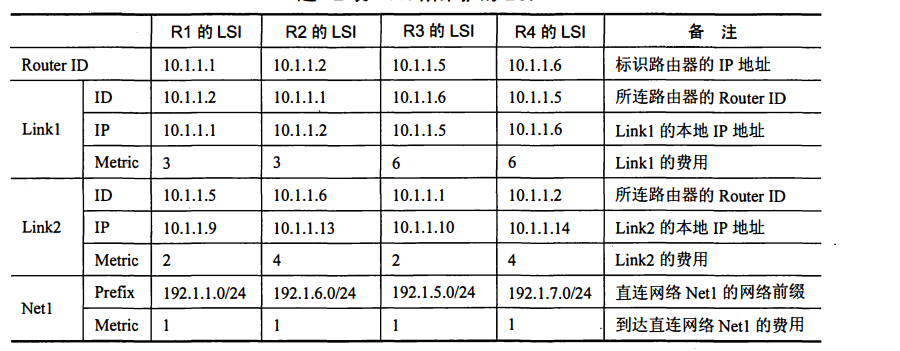 R1 的 LSI R2 的 LSI R3 的 LSI R4 的 LSI 备 注
Router ID 10.1.1.1 10.1.1.2 10.1.1.5 10.1.1.6 标识路由器的 IP 地址
Link1 ID 10.1.1.2 10.1.1.1 10.1.1.6 10.1.1.5 所连路由器的 Router ID
IP 10.1.1.1 10.1.1.2 10.1.1.5 10.1.1.6 Link1 的本地 IP 地址
Metric 3 3 6 6 Link1 的费用
Link2 ID 10.1.1.5 10.1.1.6 10.1.1.1 10.1.1.2 所连路由器的 Router ID
IP 10.1.1.9 10.1.1.13 10.1.1.10 10.1.1.14 Link2 的本地 IP 地址
Metric 2 4 2 4 Link2 的费用
Net1 Prefix 192.1.1.0/24 192.1.6.0/24 192.1.5.0/24 192.1.7.0/24 直连网络 Net1 的网络前缀
Metric 1 1 1 1 到达直连网络 Net1 的费用